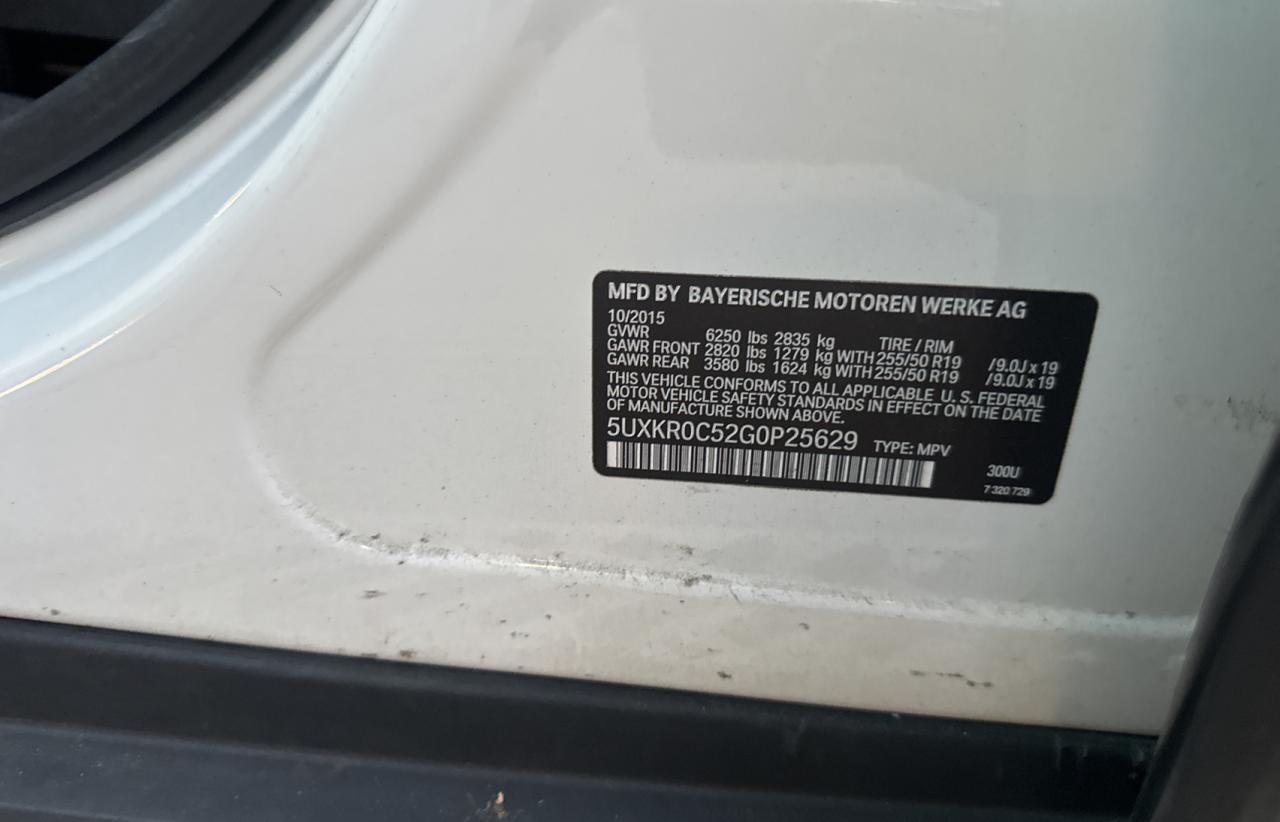 MFD BY BAYERISCHE MOTOREN WERKE AG
10/2015
GVWR 6250 lbs 2835 kg TIRE / RIM
GAWR FRONT 2820 lbs 1279 kg WITH 255/50 R19 /9.0J x 19
GAWR REAR 3580 lbs 1624 kg WITH 255/50 R19 /9.0J x 19
THIS VEHICLE CONFORMS TO ALL APPLICABLE U. S. FEDERAL
MOTOR VEHICLE SAFETY STANDARDS IN EFFECT ON THE DATE
OF MANUFACTURE SHOWN ABOVE.
5UXKR0C52G0P25629 TYPE: MPV
300U
7 320 729